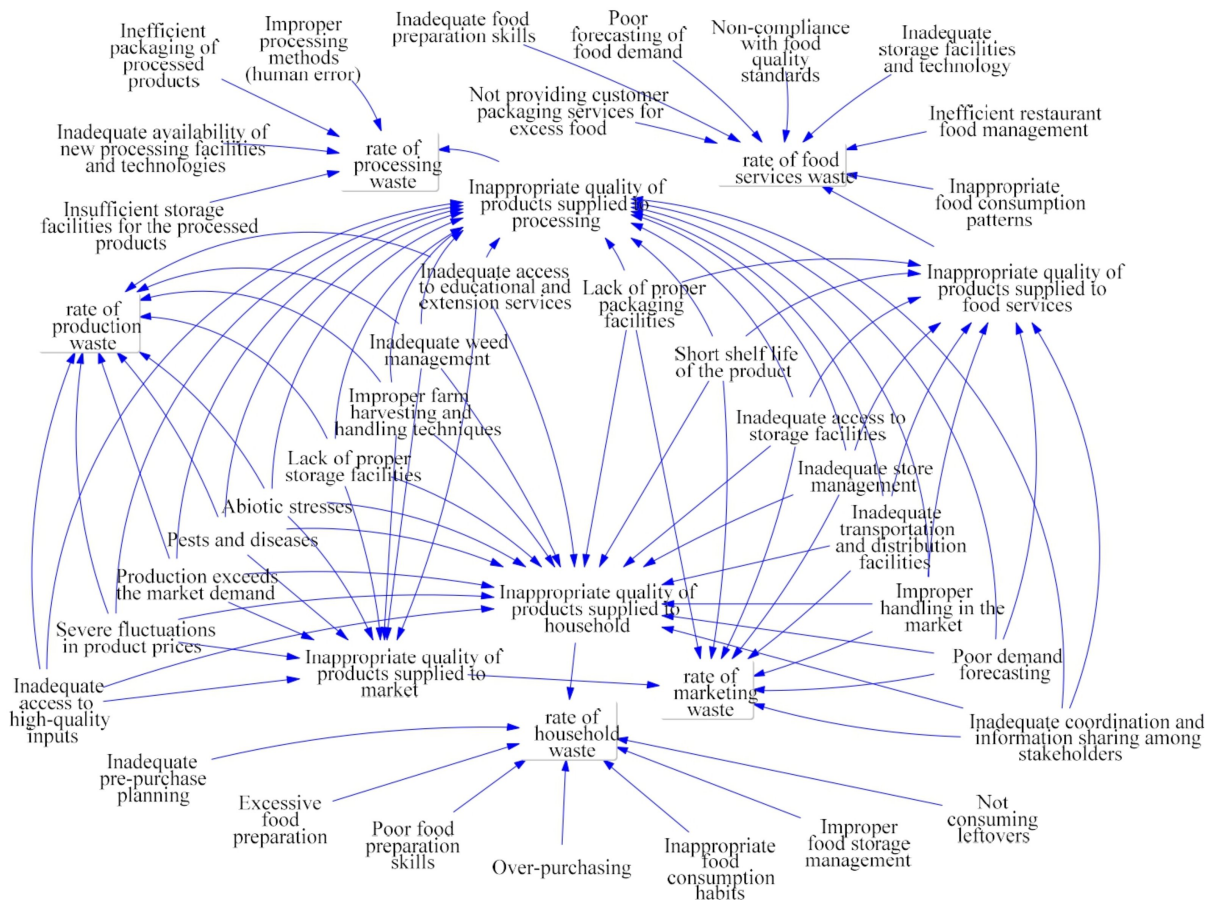 Inefficient
packaging of
processed
products
Improper
processing
methods
(human error)
Inadequate food
preparation skills
Poor
forecasting of
food demand
Non-compliance
with food
quality
standards
Inadequate
storage facilities
and technology
Not providing customer
packaging services for
excess food
Inefficient restaurant
food management
Inadequate availability of
new processing facilities
and technologies
rate of
processing
waste
rate of food
services waste
Inappropriate
food consumption
patterns
Insufficient storage
facilities for the processed
products
Inappropriate quality of
products supplied to
processing
Inadequate access
to educational and
extension services
Lack of proper
packaging
facilities
Inappropriate quality of
products supplied to
food services
rate of
production
waste
Inadequate weed
management
Short shelf life
of the product
Improper farm
harvesting and
handling techniques
Inadequate access to
storage facilities
Lack of proper
storage facilities
Inadequate store
management
Abiotic stresses
Inadequate
transportation
and distribution
facilities
Pests and diseases
Production exceeds
the market demand
Inappropriate quality of
products supplied to
household
Improper
handling in the
market
Severe fluctuations
in product prices
Inappropriate quality of
products supplied to
market
rate of
marketing
waste
Poor demand
forecasting
Inadequate
access to
high-quality
inputs
rate of
household
waste
Inadequate coordination and
information sharing among
stakeholders
Inadequate
pre-purchase
planning
Excessive
food
preparation
Poor food
preparation
skills
Over-purchasing
Inappropriate
food
consumption
habits
Improper
food storage
management
Not
consuming
leftovers